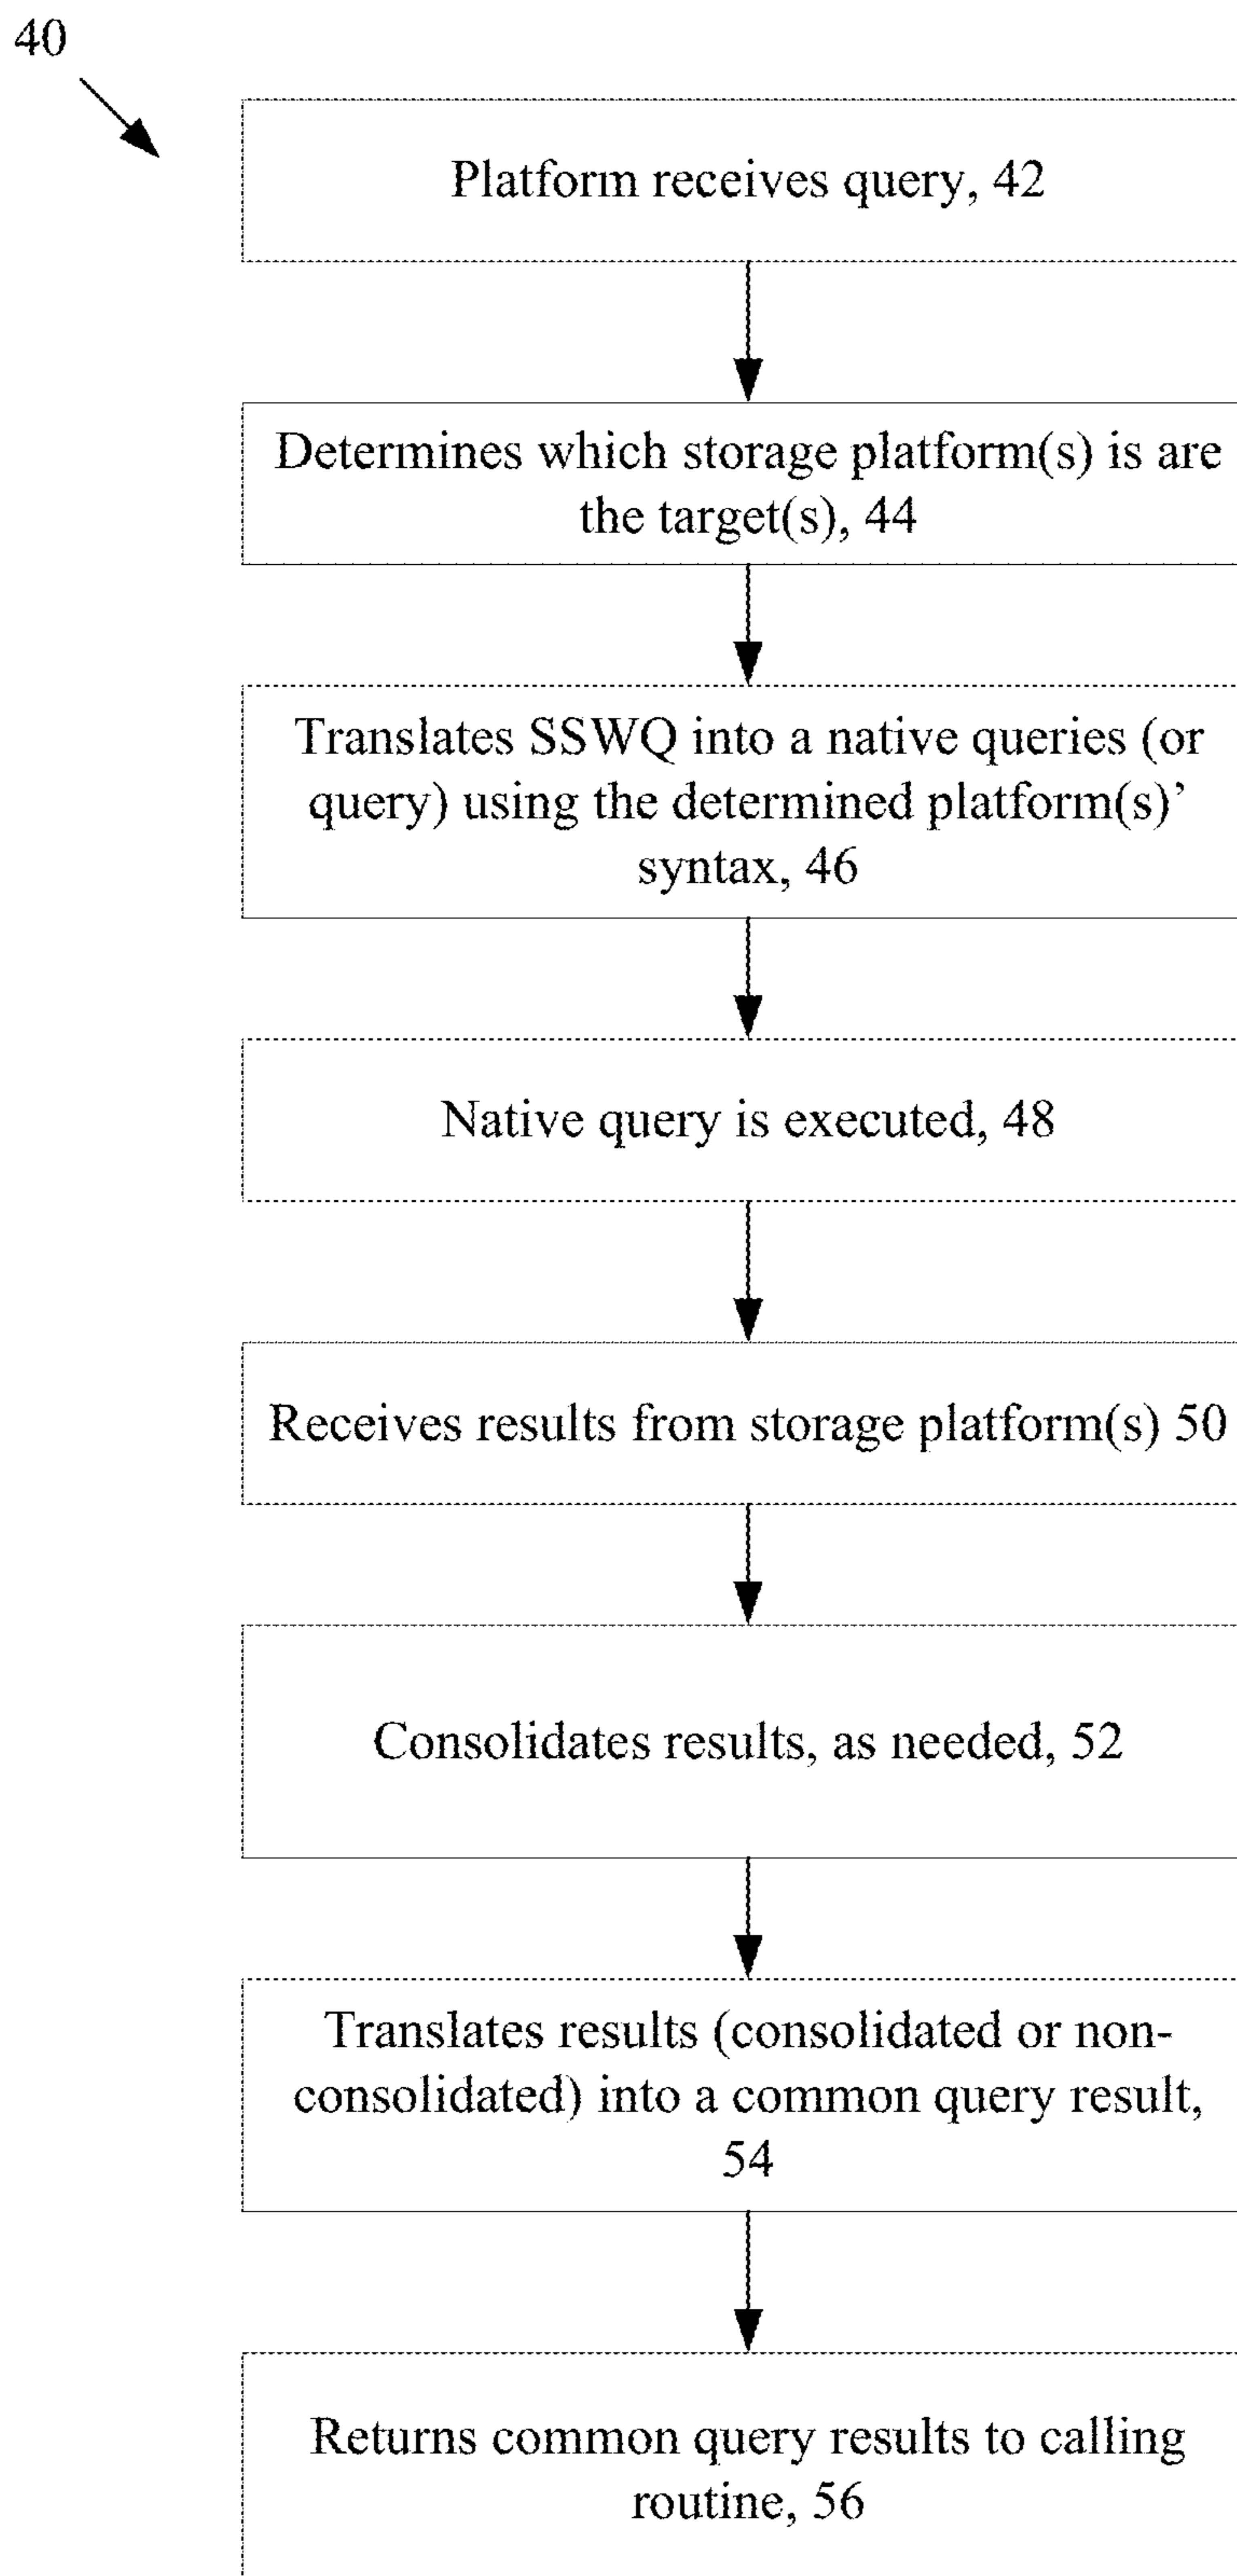 40
Platform receives query, 42
Determines which storage platform(s) is are
the target(s), 44
Translates SSWQ into a native queries (or
query) using the determined platform(s)’
syntax, 46
Native query is executed, 48
Receives results from storage platform(s) 50
Consolidates results, as needed, 52
Translates results (consolidated or non-
consolidated) into a common query result,
54
Returns common query results to calling
routine, 56